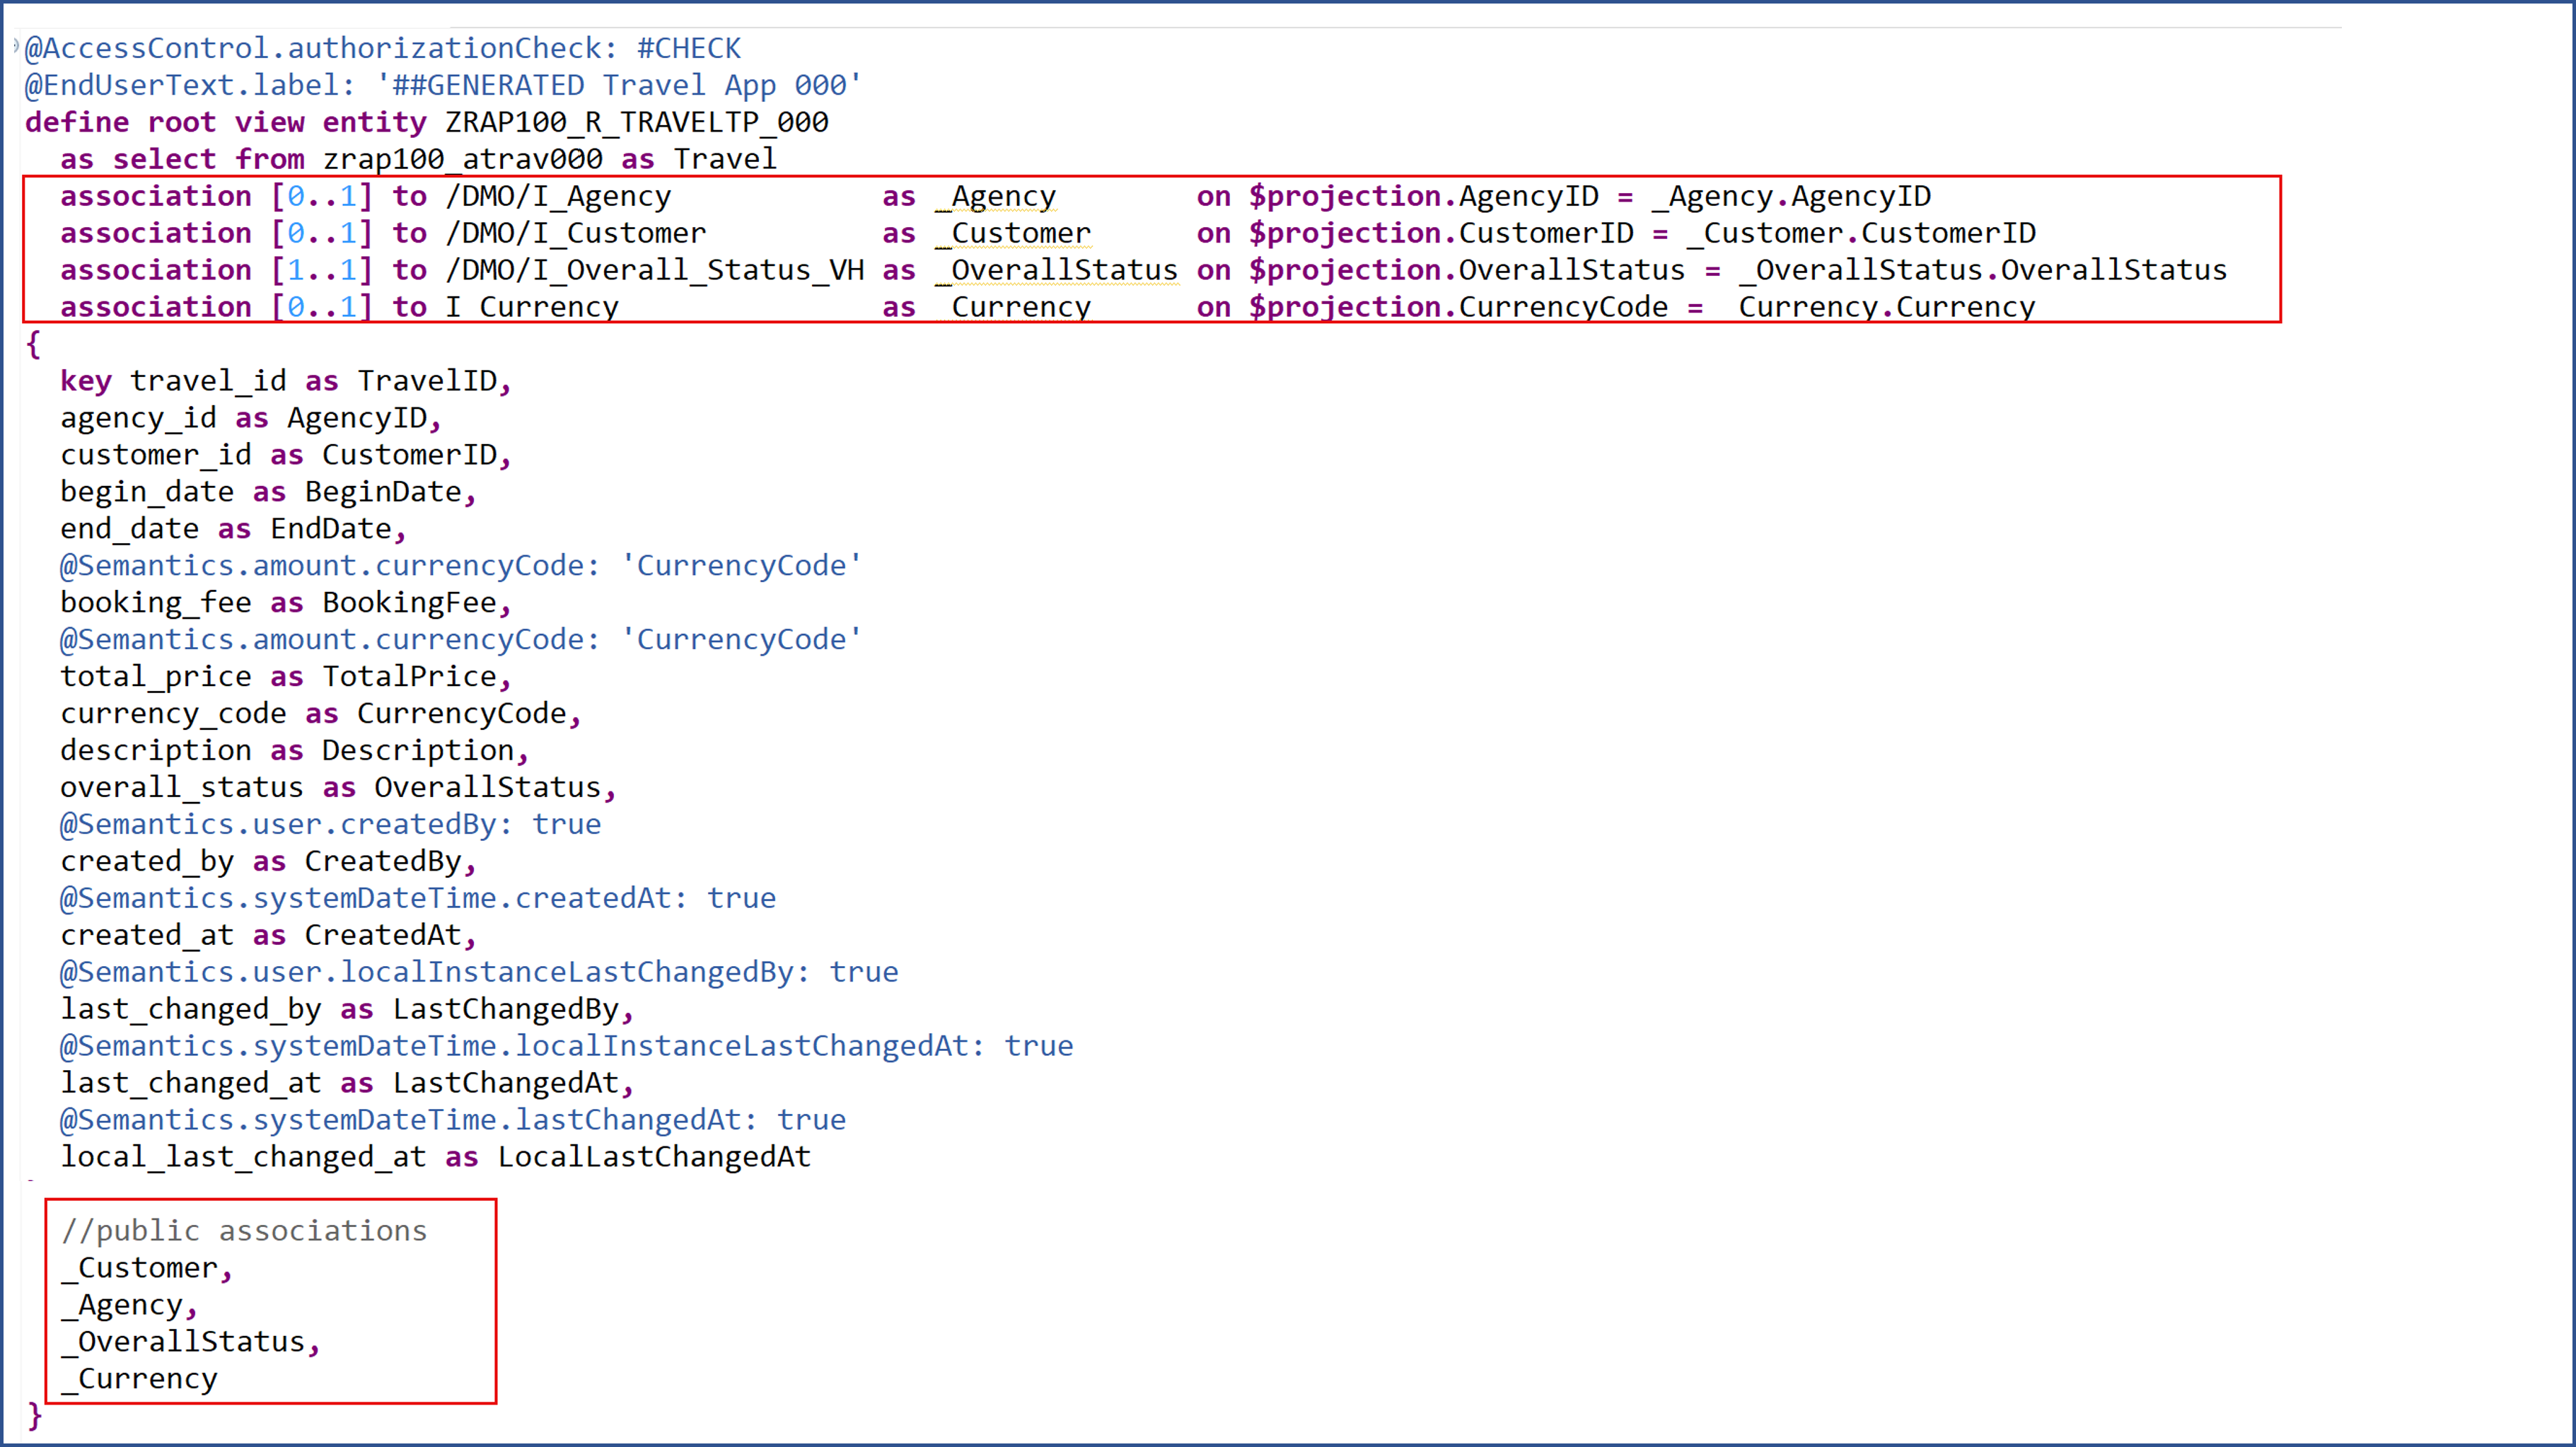 @AccessControl.authorizationCheck: #CHECK
@EndUserText.label: '##GENERATED Travel App 000'
define root view entity ZRAP100_R_TRAVELTP_000
  as select from zrap100_atrav000 as Travel
  association [0..1] to /DMO/I_Agency            as _Agency        on $projection.AgencyID = _Agency.AgencyID
  association [0..1] to /DMO/I_Customer          as _Customer      on $projection.CustomerID = _Customer.CustomerID
  association [1..1] to /DMO/I_Overall_Status_VH as _OverallStatus on $projection.OverallStatus = _OverallStatus.OverallStatus
  association [0..1] to I_Currency               as _Currency      on $projection.CurrencyCode = _Currency.Currency
{
  key travel_id as TravelID,
  agency_id as AgencyID,
  customer_id as CustomerID,
  begin_date as BeginDate,
  end_date as EndDate,
  @Semantics.amount.currencyCode: 'CurrencyCode'
  booking_fee as BookingFee,
  @Semantics.amount.currencyCode: 'CurrencyCode'
  total_price as TotalPrice,
  currency_code as CurrencyCode,
  description as Description,
  overall_status as OverallStatus,
  @Semantics.user.createdBy: true
  created_by as CreatedBy,
  @Semantics.systemDateTime.createdAt: true
  created_at as CreatedAt,
  @Semantics.user.localInstanceLastChangedBy: true
  last_changed_by as LastChangedBy,
  @Semantics.systemDateTime.localInstanceLastChangedAt: true
  last_changed_at as LastChangedAt,
  @Semantics.systemDateTime.lastChangedAt: true
  local_last_changed_at as LocalLastChangedAt
  //public associations
  _Customer,
  _Agency,
  _OverallStatus,
  _Currency
}